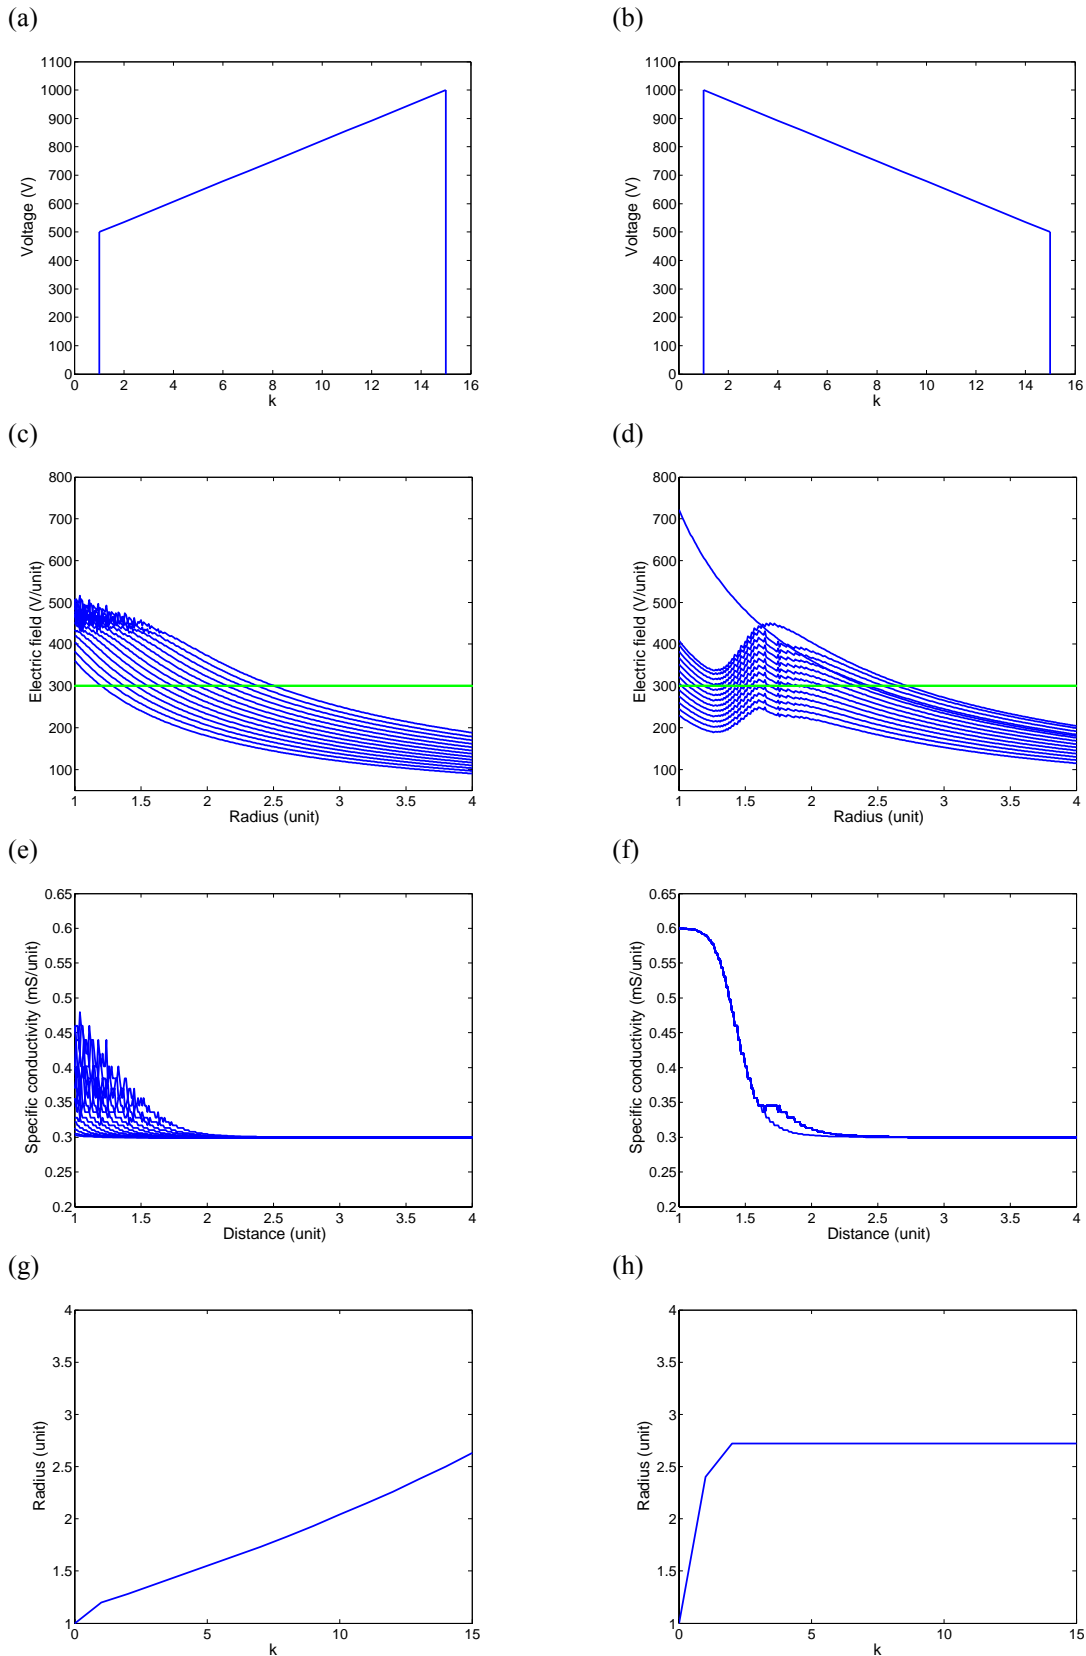 (a)
(b)
1100
1000
900
800
700
600
500
400
300
200
100
0
Voltage (V)
0 2 4 6 8 10 12 14 16
k
1100
1000
900
800
700
600
500
400
300
200
100
0
Voltage (V)
0 2 4 6 8 10 12 14 16
k
(c)
(d)
800
700
600
500
400
300
200
100
Electric field (V/unit)
1 1.5 2 2.5 3 3.5 4
Radius (unit)
800
700
600
500
400
300
200
100
Electric field (V/unit)
1 1.5 2 2.5 3 3.5 4
Radius (unit)
(e)
(f)
0.65
0.6
0.55
0.5
0.45
0.4
0.35
0.3
0.25
0.2
Specific conductivity (mS/unit)
1 1.5 2 2.5 3 3.5 4
Distance (unit)
0.65
0.6
0.55
0.5
0.45
0.4
0.35
0.3
0.25
0.2
Specific conductivity (mS/unit)
1 1.5 2 2.5 3 3.5 4
Distance (unit)
(g)
(h)
4
3.5
3
2.5
2
1.5
1
Radius (unit)
0 5 10 15
k
4
3.5
3
2.5
2
1.5
1
Radius (unit)
0 5 10 15
k